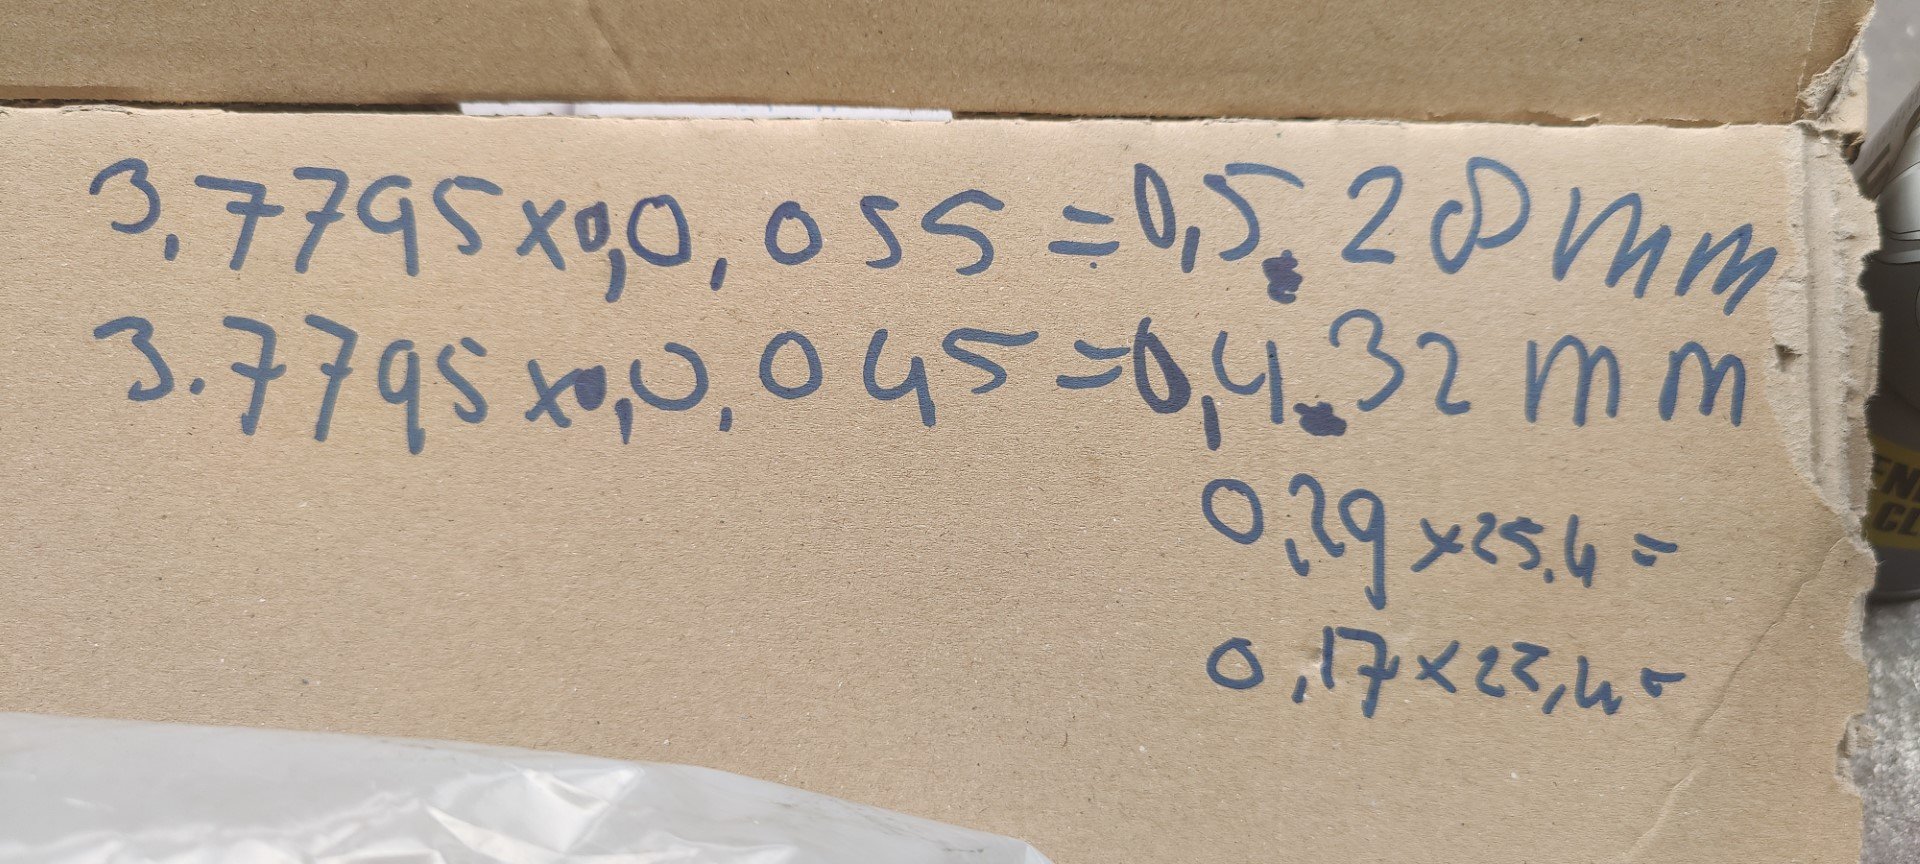 3,7795x0,0,055=0,5.28mm
3.7795x0,0,045=0,4.32mm
0,29x25.4=
0,17x25,4=